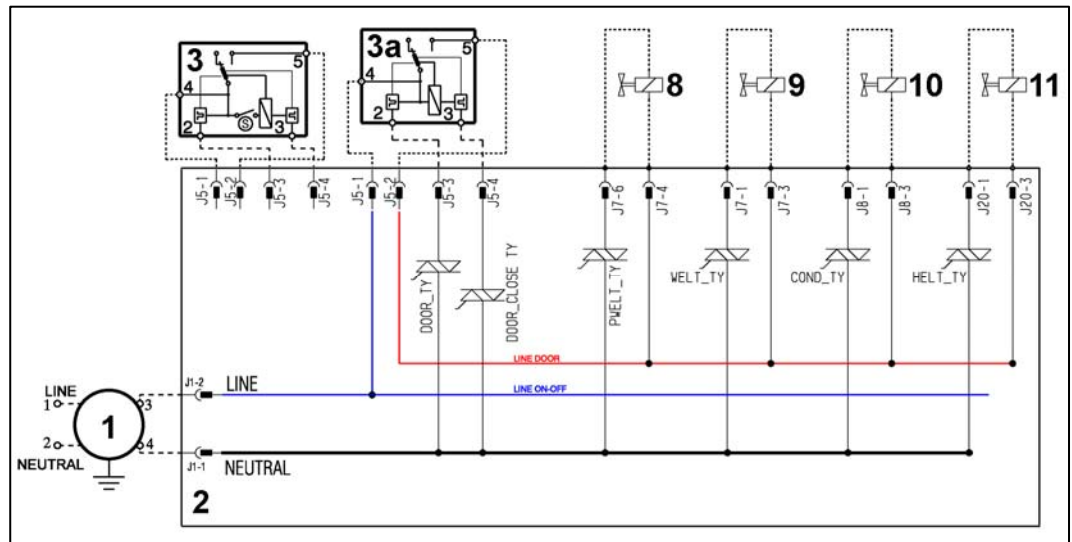 3
5
4
2
S
3
3a
5
4
2
3
8
9
10
11
J5-1
J5-2
J5-3
J5-4
J5-1
J5-2
J5-3
J5-4
J7-6
J7-4
J7-1
J7-3
J8-1
J8-3
J20-1
J20-3
DOOR_TY
DOOR_CLOSE TY
PWELT_TY
WELT_TY
COND_TY
HELT_TY
LINE DOOR
LINE ON-OFF
J1-2
LINE
LINE
1
3
1
2
4
NEUTRAL
J1-1
NEUTRAL
2